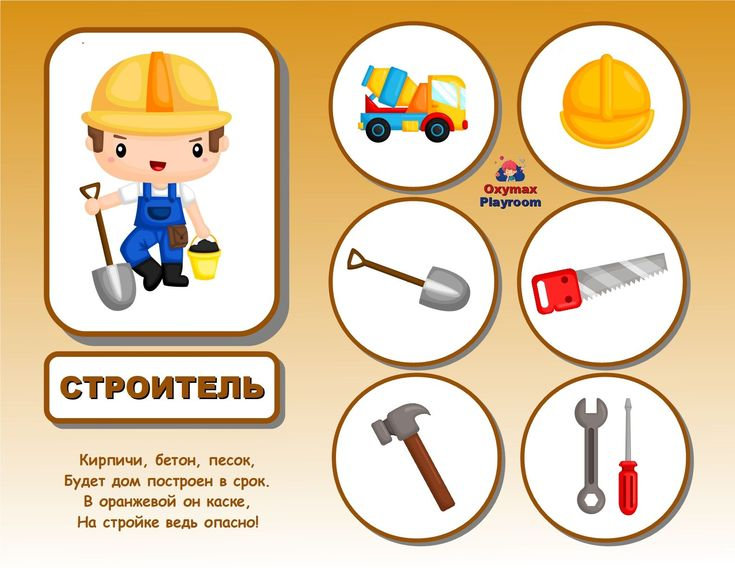 Oxymax
Playroom
СТРОИТЕЛЬ
Кирпичи, бетон, песок,
Будет дом построен в срок.
В оранжевой он каске,
На стройке ведь опасно!